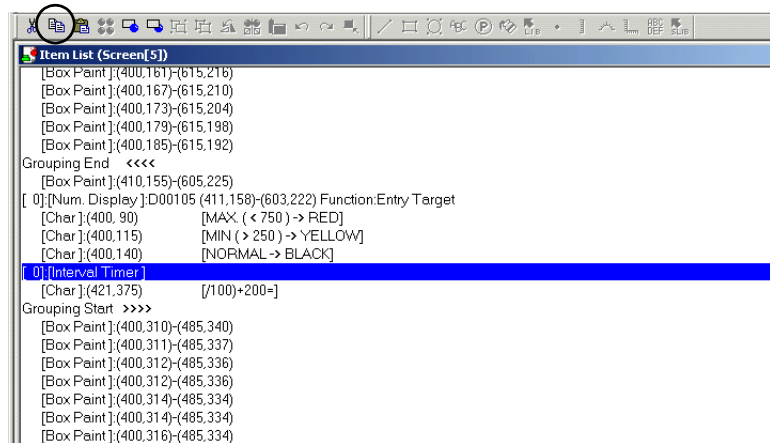 ABC P LIB ABC DEF SLIB
Item List (Screen[5])
[Box Paint]:(400,161)-(615,216)
[Box Paint]:(400,167)-(615,210)
[Box Paint]:(400,173)-(615,204)
[Box Paint]:(400,179)-(615,198)
[Box Paint]:(400,185)-(615,192)
Grouping End <<<<
[Box Paint]:(410,155)-(605,225)
[ 0]:[Num. Display]:D00105 (411,158)-(603,222) Function:Entry Target
[Char]:(400, 90) [MAX. ( < 750 ) -> RED]
[Char]:(400,115) [MIN ( > 250 ) -> YELLOW]
[Char]:(400,140) [NORMAL -> BLACK]
[ 0]:[Interval Timer]
[Char]:(421,375) [/100)+200=]
Grouping Start >>>>
[Box Paint]:(400,310)-(485,340)
[Box Paint]:(400,311)-(485,337)
[Box Paint]:(400,312)-(485,336)
[Box Paint]:(400,312)-(485,336)
[Box Paint]:(400,314)-(485,334)
[Box Paint]:(400,314)-(485,334)
[Box Paint]:(400,316)-(485,334)